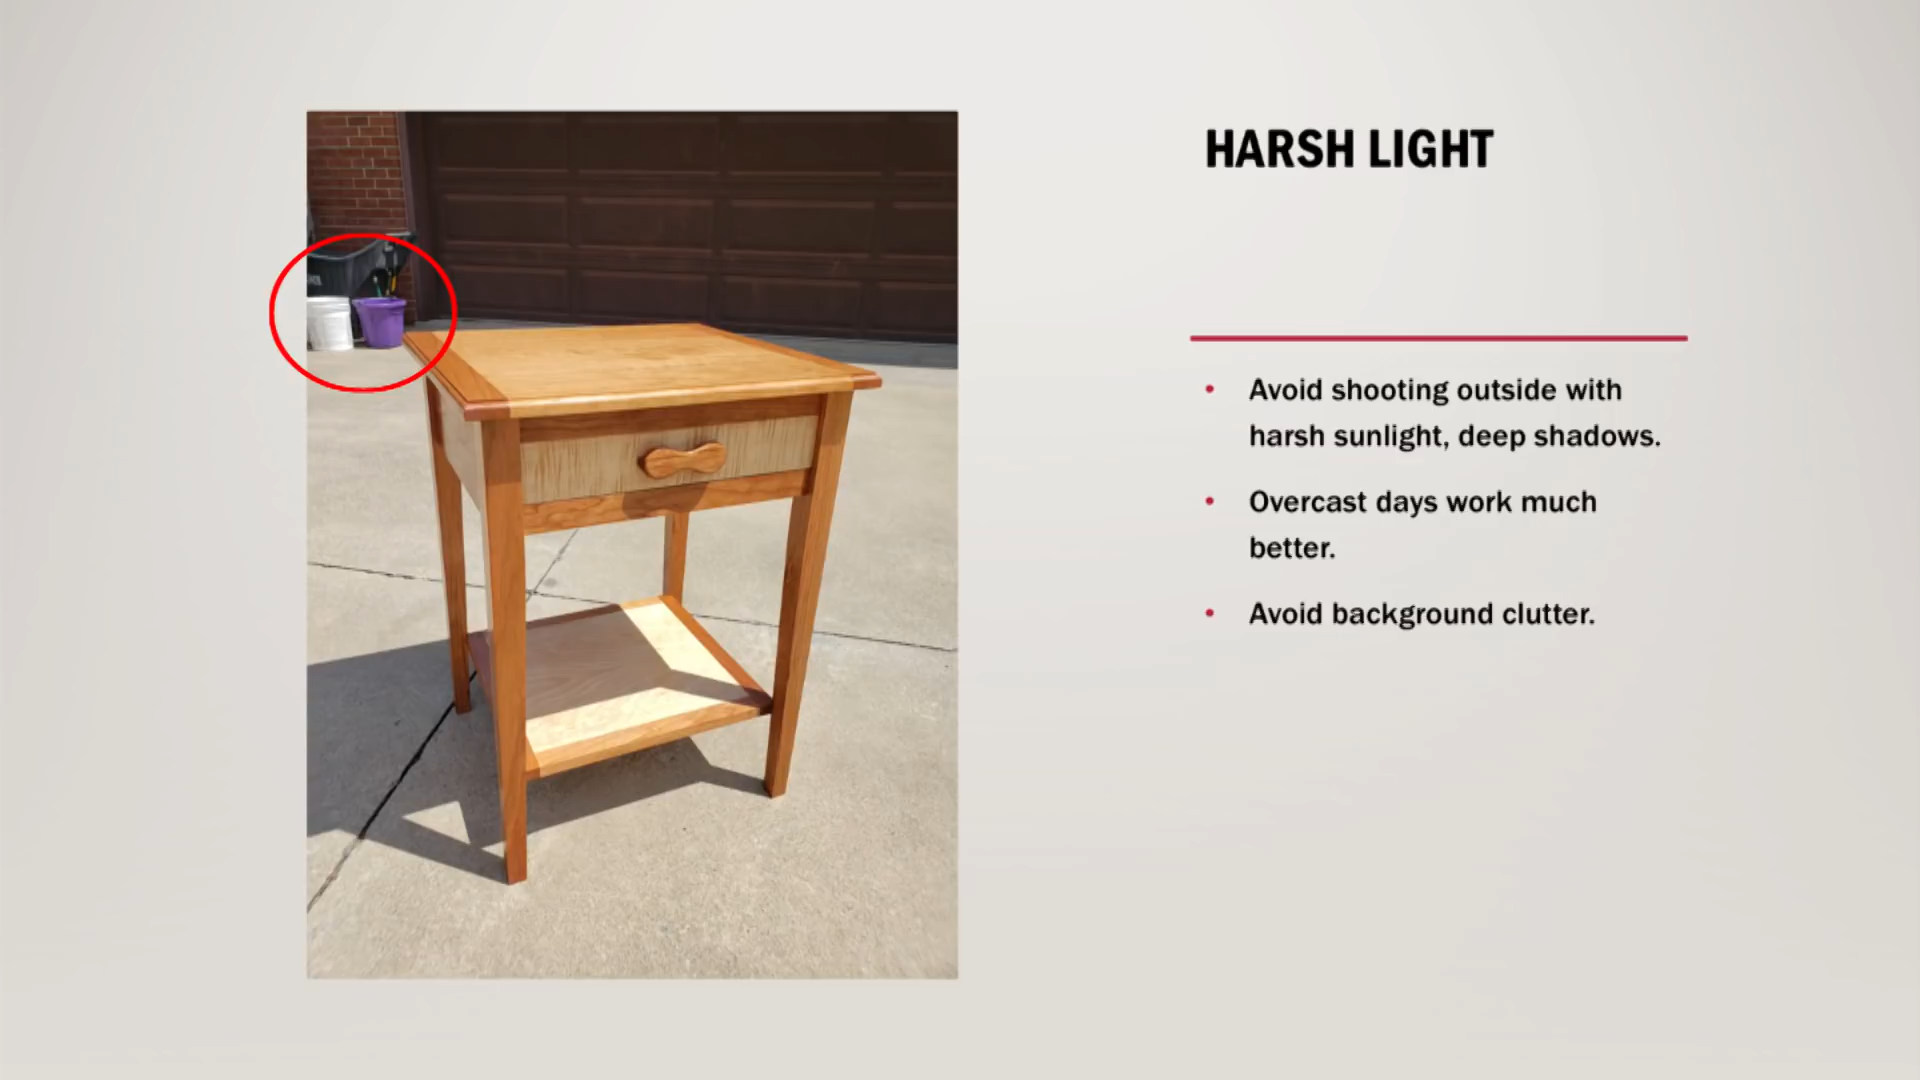 HARSH LIGHT
• Avoid shooting outside with
harsh sunlight, deep shadows.
• Overcast days work much
better.
• Avoid background clutter.